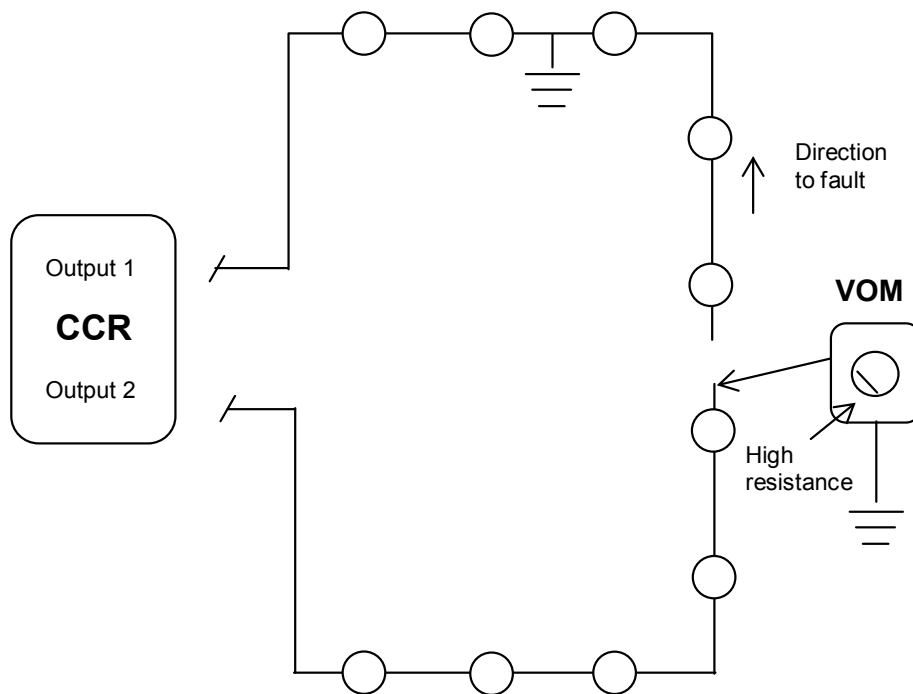 Output 1
CCR
Output 2
Direction
to fault
VOM
High
resistance